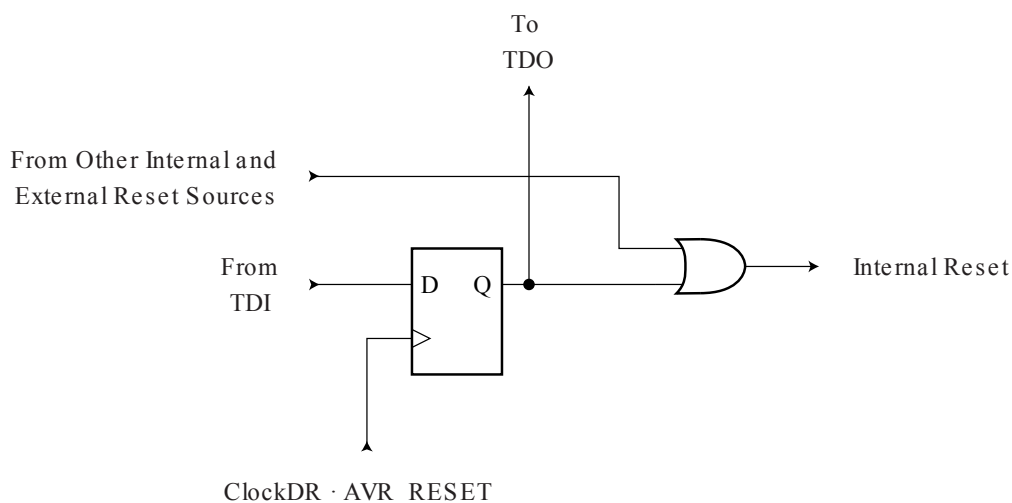 To
TDO
From Other Internal and
External Reset Sources
From
TDI
D Q
Internal Reset
ClockDR · AVR_RESET